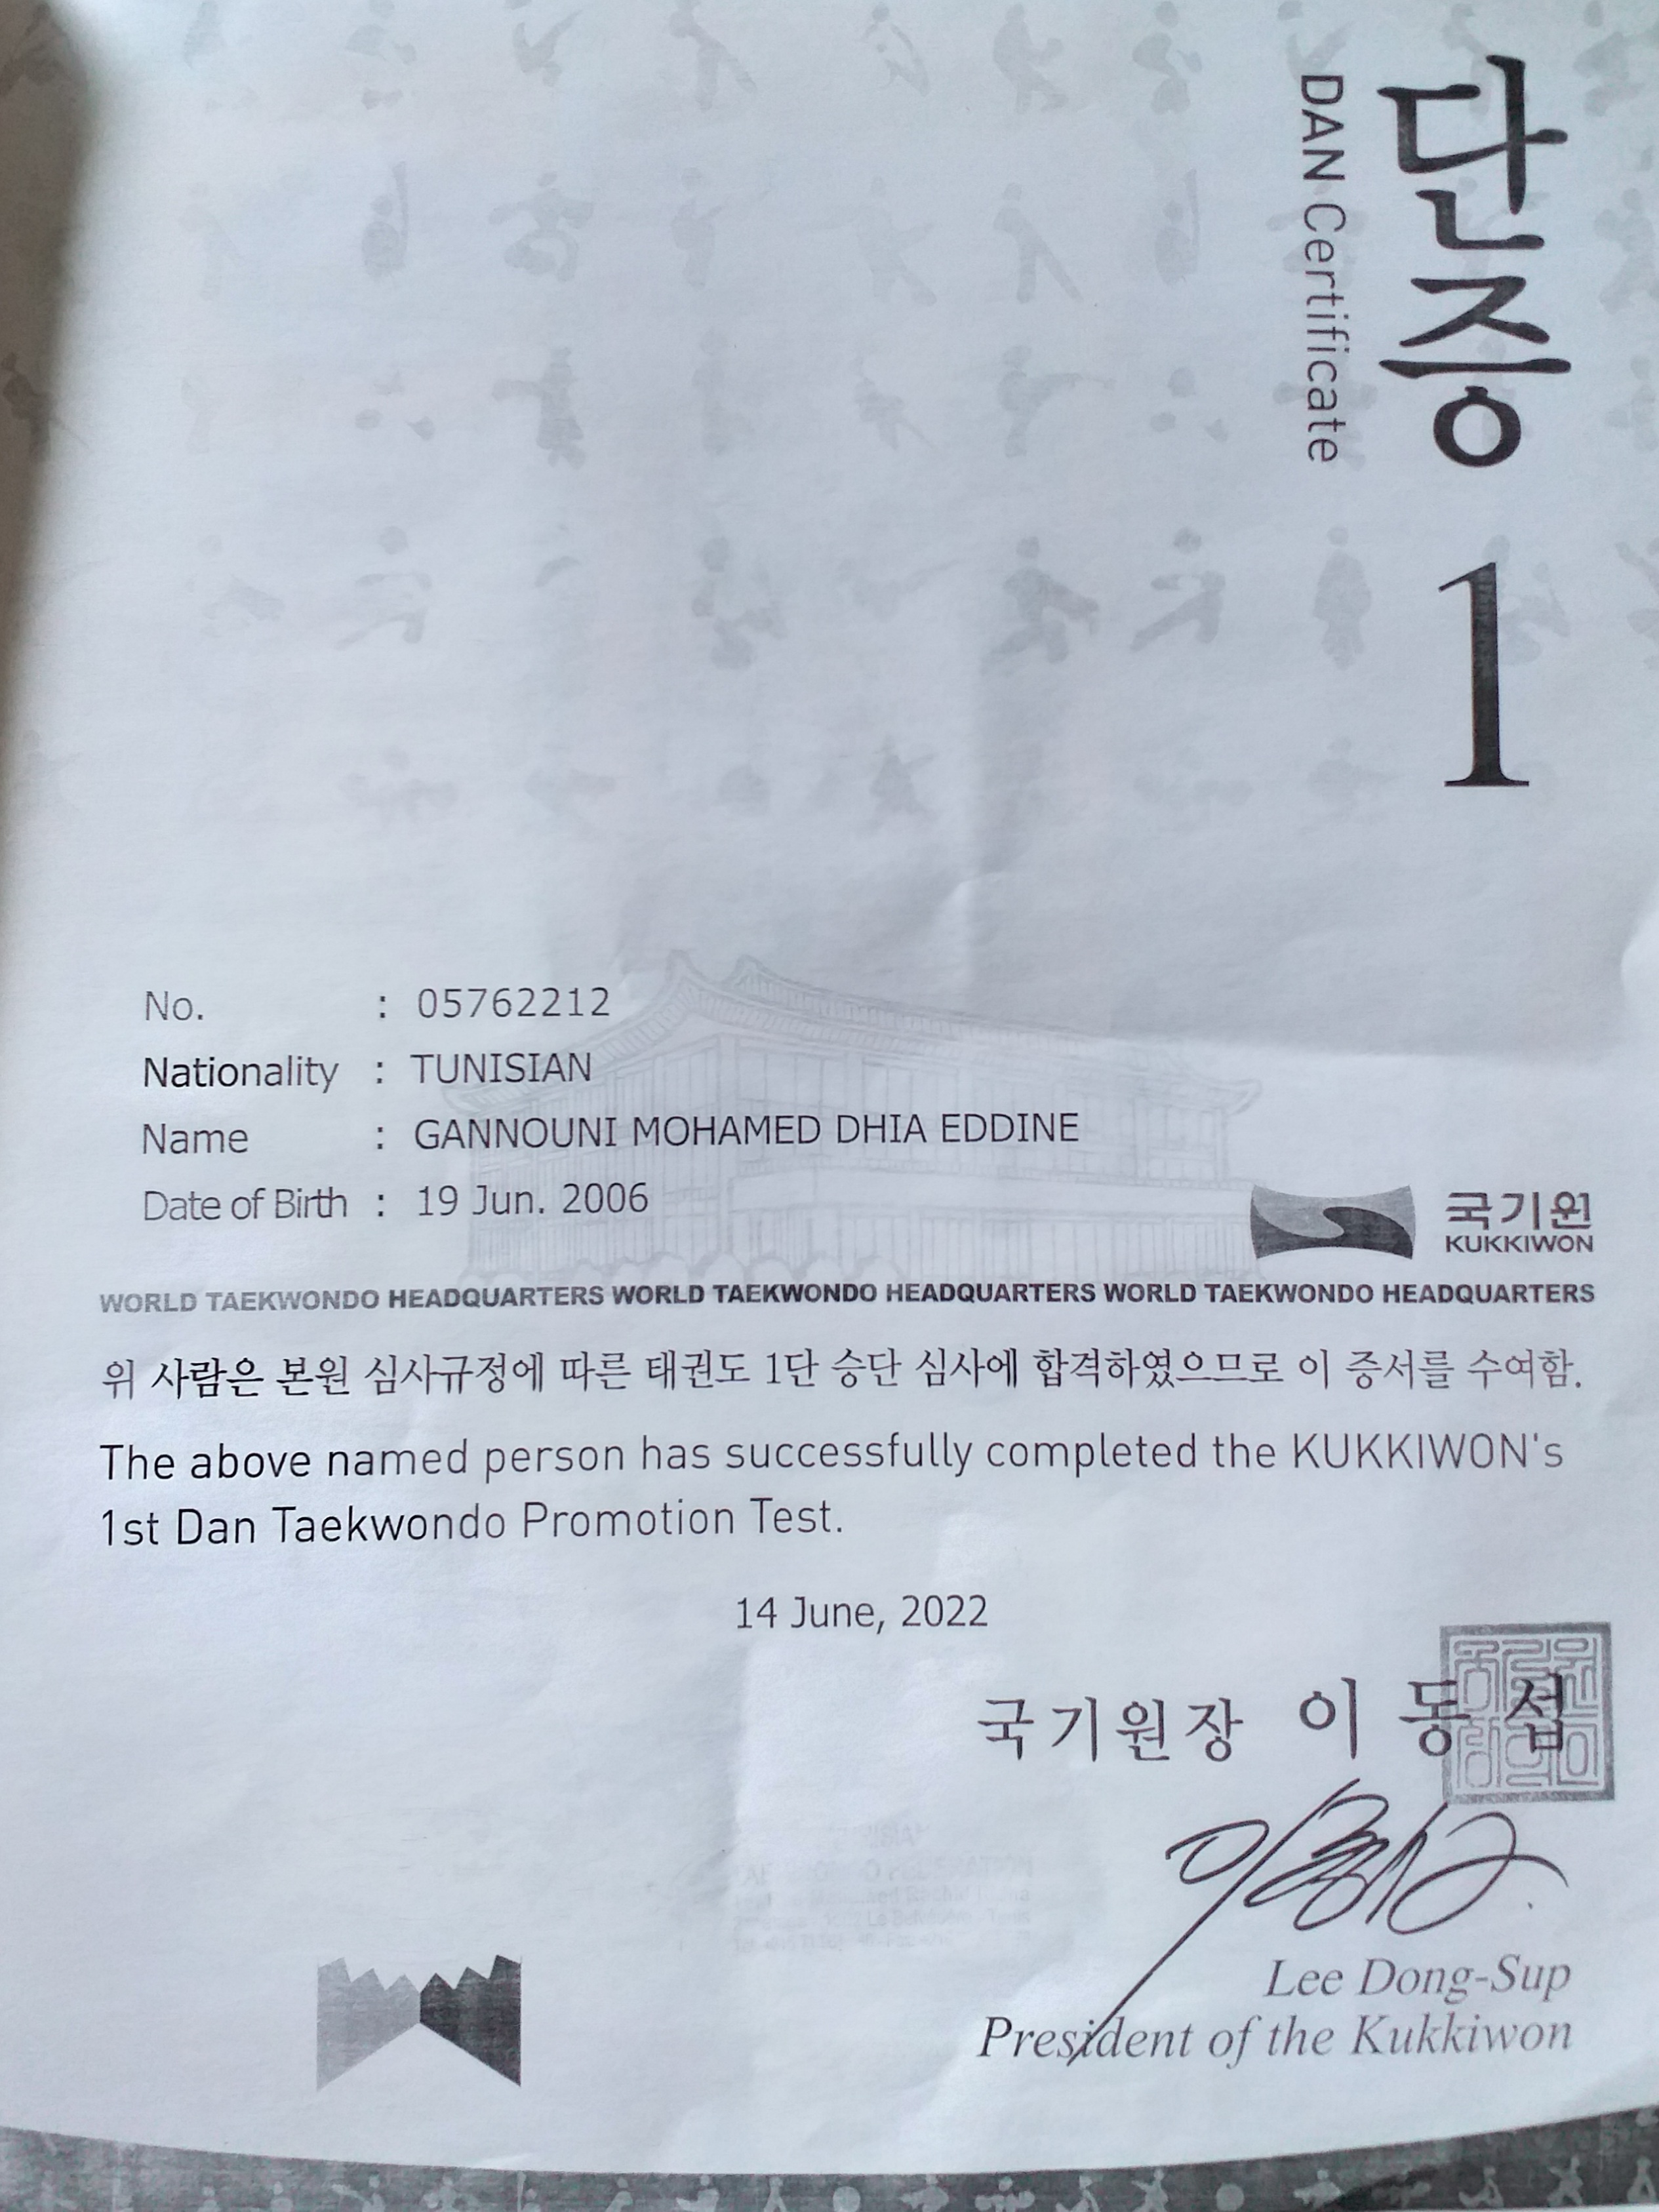 단증
DAN Certificate
1
No. : 05762212
Nationality : TUNISIAN
Name : GANNOUNI MOHAMED DHIA EDDINE
Date of Birth : 19 Jun. 2006
국기원
KUKKIWON
WORLD TAEKWONDO HEADQUARTERS WORLD TAEKWONDO HEADQUARTERS WORLD TAEKWONDO HEADQUARTERS
위 사람은 본원 심사규정에 따른 태권도 1단 승단 심사에 합격하였으므로 이 증서를 수여함.
The above named person has successfully completed the KUKKIWON's
1st Dan Taekwondo Promotion Test.
14 June, 2022
국기원장 이동섭
Lee Dong-Sup
President of the Kukkiwon